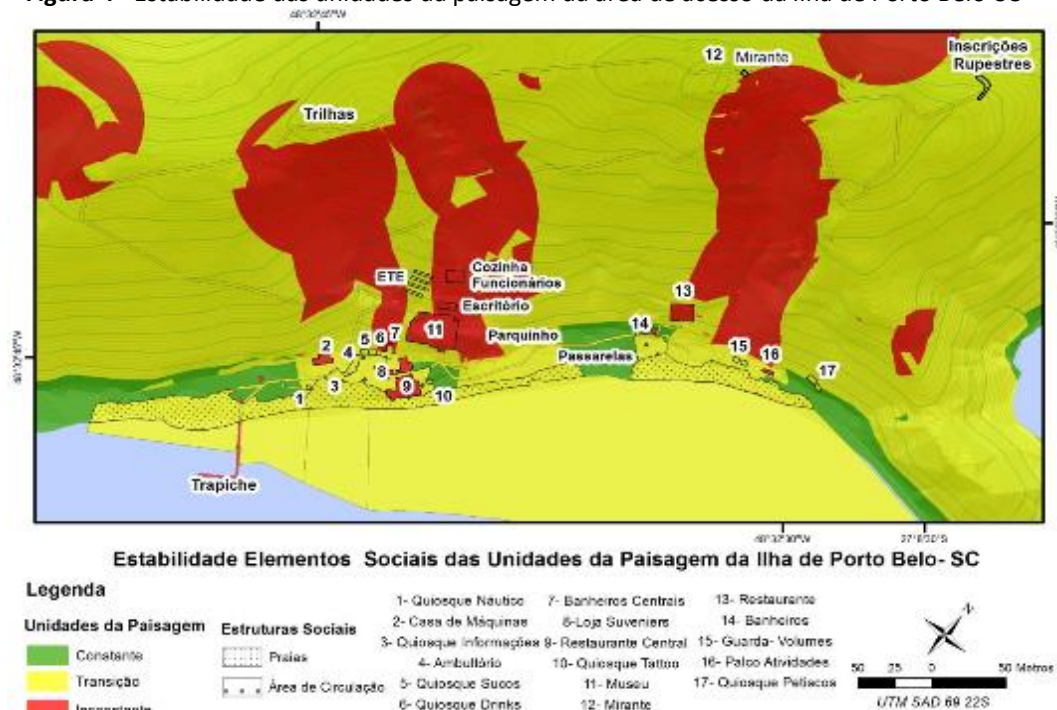 Figura 4 - Estabilidade das unidades da paisagem da área de acesso da Ilha de Porto Belo-SC
12 Mirante
Inscrições
Rupestres
Trilhas
ETE
Cozinha
Funcionários
Escritório
13
Parquinho
14
Passarelas
2
4
5
6
7
11
15
16
17
1
3
8
9
10
Trapiche
Estabilidade Elementos Sociais das Unidades da Paisagem da Ilha de Porto Belo- SC
Legenda
Unidades da Paisagem
Constante
Transição
Estruturas Sociais
Praias
Área de Circulação
1- Quiosque Náutico
2- Casa de Máquinas
3- Quiosque Informações
4- Ambultório
5- Quiosque Sucos
6- Quiosque Drinks
7- Banheiros Centrais
8-Loja Suveniers
9- Restaurante Central
10- Quiosque Tattoo
11- Museu
12- Mirante
13- Restaurante
14- Banheiros
15- Guarda- Volumes
16- Palco Atividades
17- Quiosque Petiscos
N
50 25 0 50 Metros
UTM SAD 69 22S